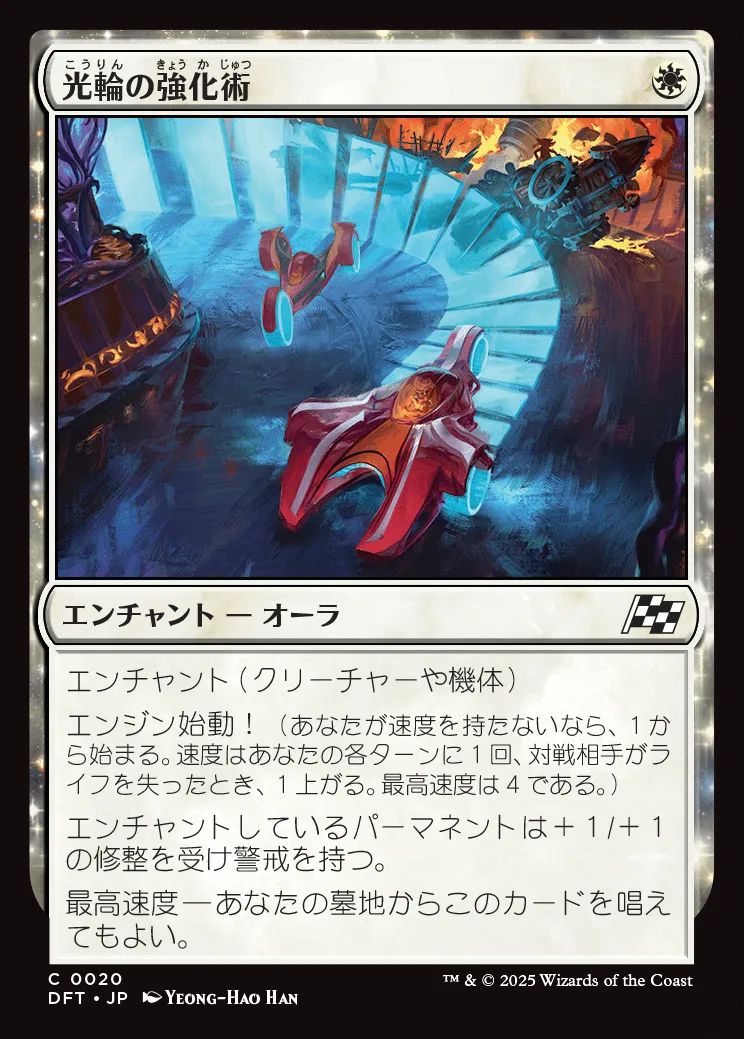 こうりん きょうかじゅつ
光輪の強化術
エンチャント — オーラ
エンチャント（クリーチャーや機体）
エンジン始動！（あなたが速度を持たないなら、1か
ら始まる。速度はあなたの各ターンに1回、対戦相手がラ
イフを失ったとき、1上がる。最高速度は4である。）
エンチャントしているパーマネントは＋1/＋1
の修整を受け警戒を持つ。
最高速度―あなたの墓地からこのカードを唱え
てもよい。
C 0020
DFT • JP Yeong-Hao Han
™ & © 2025 Wizards of the Coast